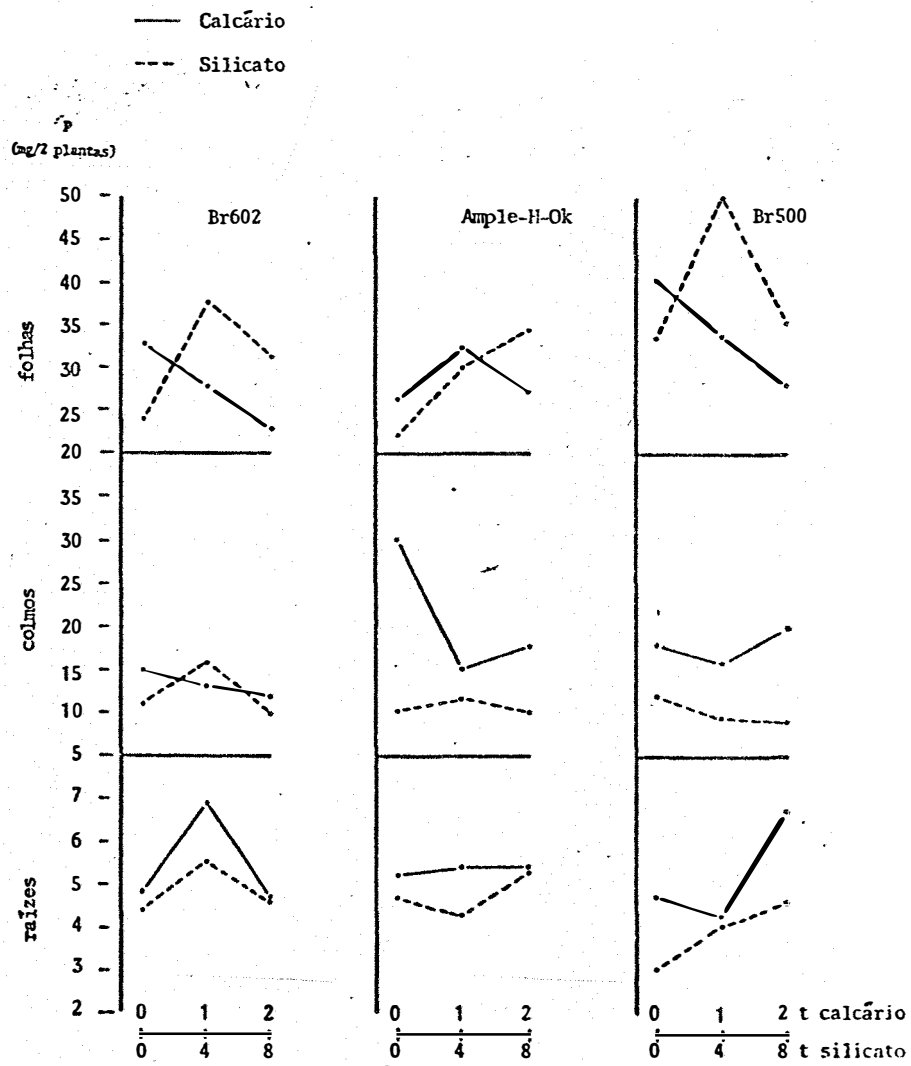 Calcário
Silicato
P
(mg/2 plantas)
Br602 Ample-H-Ok Br500
folhas
50
45
40
35
30
25
20
colmos
35
30
25
20
15
10
5
raízes
7
6
5
4
3
2
0 1 2 0 1 2 0 1 2 t calcário
0 4 8 0 4 8 0 4 8 t silicato